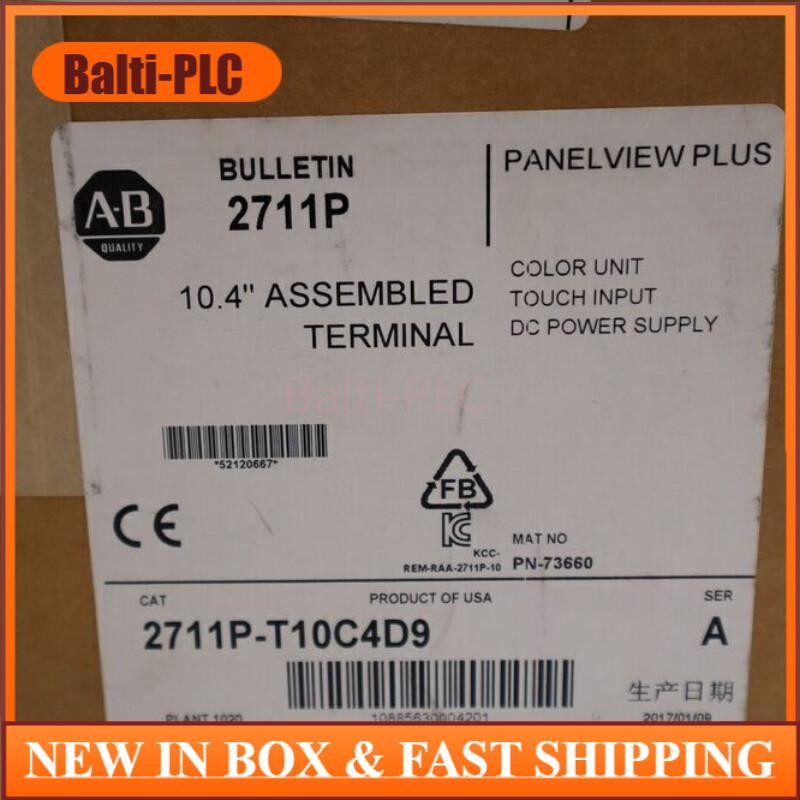 Balti-PLC
A-B
QUALITY
BULLETIN
2711P
PANELVIEW PLUS
10.4" ASSEMBLED
TERMINAL
COLOR UNIT
TOUCH INPUT
DC POWER SUPPLY
Balti-PLC
*52120667*
FB
CE
KC
KCC-
REM-RAA-2711P-10
MAT NO
PN-73660
CAT
PRODUCT OF USA
SER
2711P-T10C4D9
A
生产日期
PLANT 1020
10885630004201
2017/01/09
NEW IN BOX & FAST SHIPPING